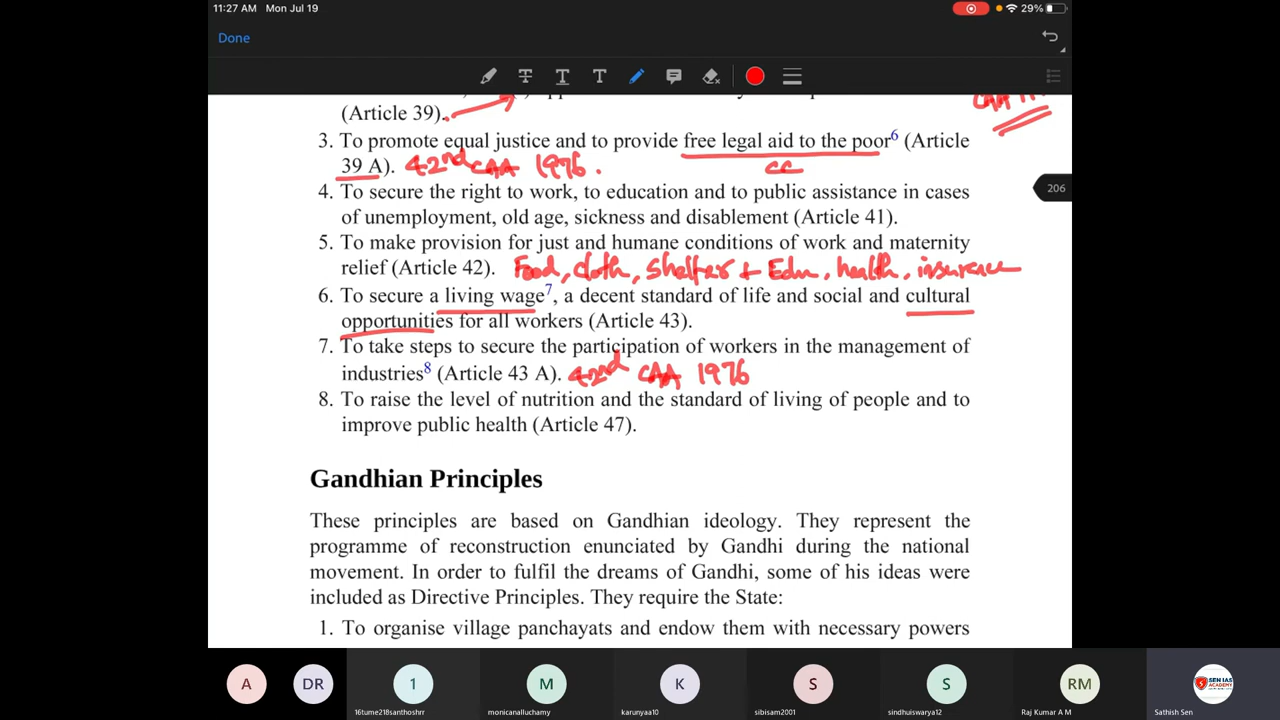 11:27 AM Mon Jul 19
29%
Done
(Article 39).
CAA
3. To promote equal justice and to provide free legal aid to the poor6 (Article
39 A). 42nd CAA 1976. CC
4. To secure the right to work, to education and to public assistance in cases
of unemployment, old age, sickness and disablement (Article 41).
206
5. To make provision for just and humane conditions of work and maternity
relief (Article 42). Food, cloth, shelter + Edu, health, insurance
6. To secure a living wage7, a decent standard of life and social and cultural
opportunities for all workers (Article 43).
7. To take steps to secure the participation of workers in the management of
industries8 (Article 43 A). 42nd CAA 1976
8. To raise the level of nutrition and the standard of living of people and to
improve public health (Article 47).
Gandhian Principles
These principles are based on Gandhian ideology. They represent the
programme of reconstruction enunciated by Gandhi during the national
movement. In order to fulfil the dreams of Gandhi, some of his ideas were
included as Directive Principles. They require the State:
1. To organise village panchayats and endow them with necessary powers
A DR 1 M K S S RM SEN IAS ACADEMY
16tume218santhoshrr monicanalluchamy karunyaa10 sibisam2001 sindhuiswarya12 Raj Kumar A M Sathish Sen